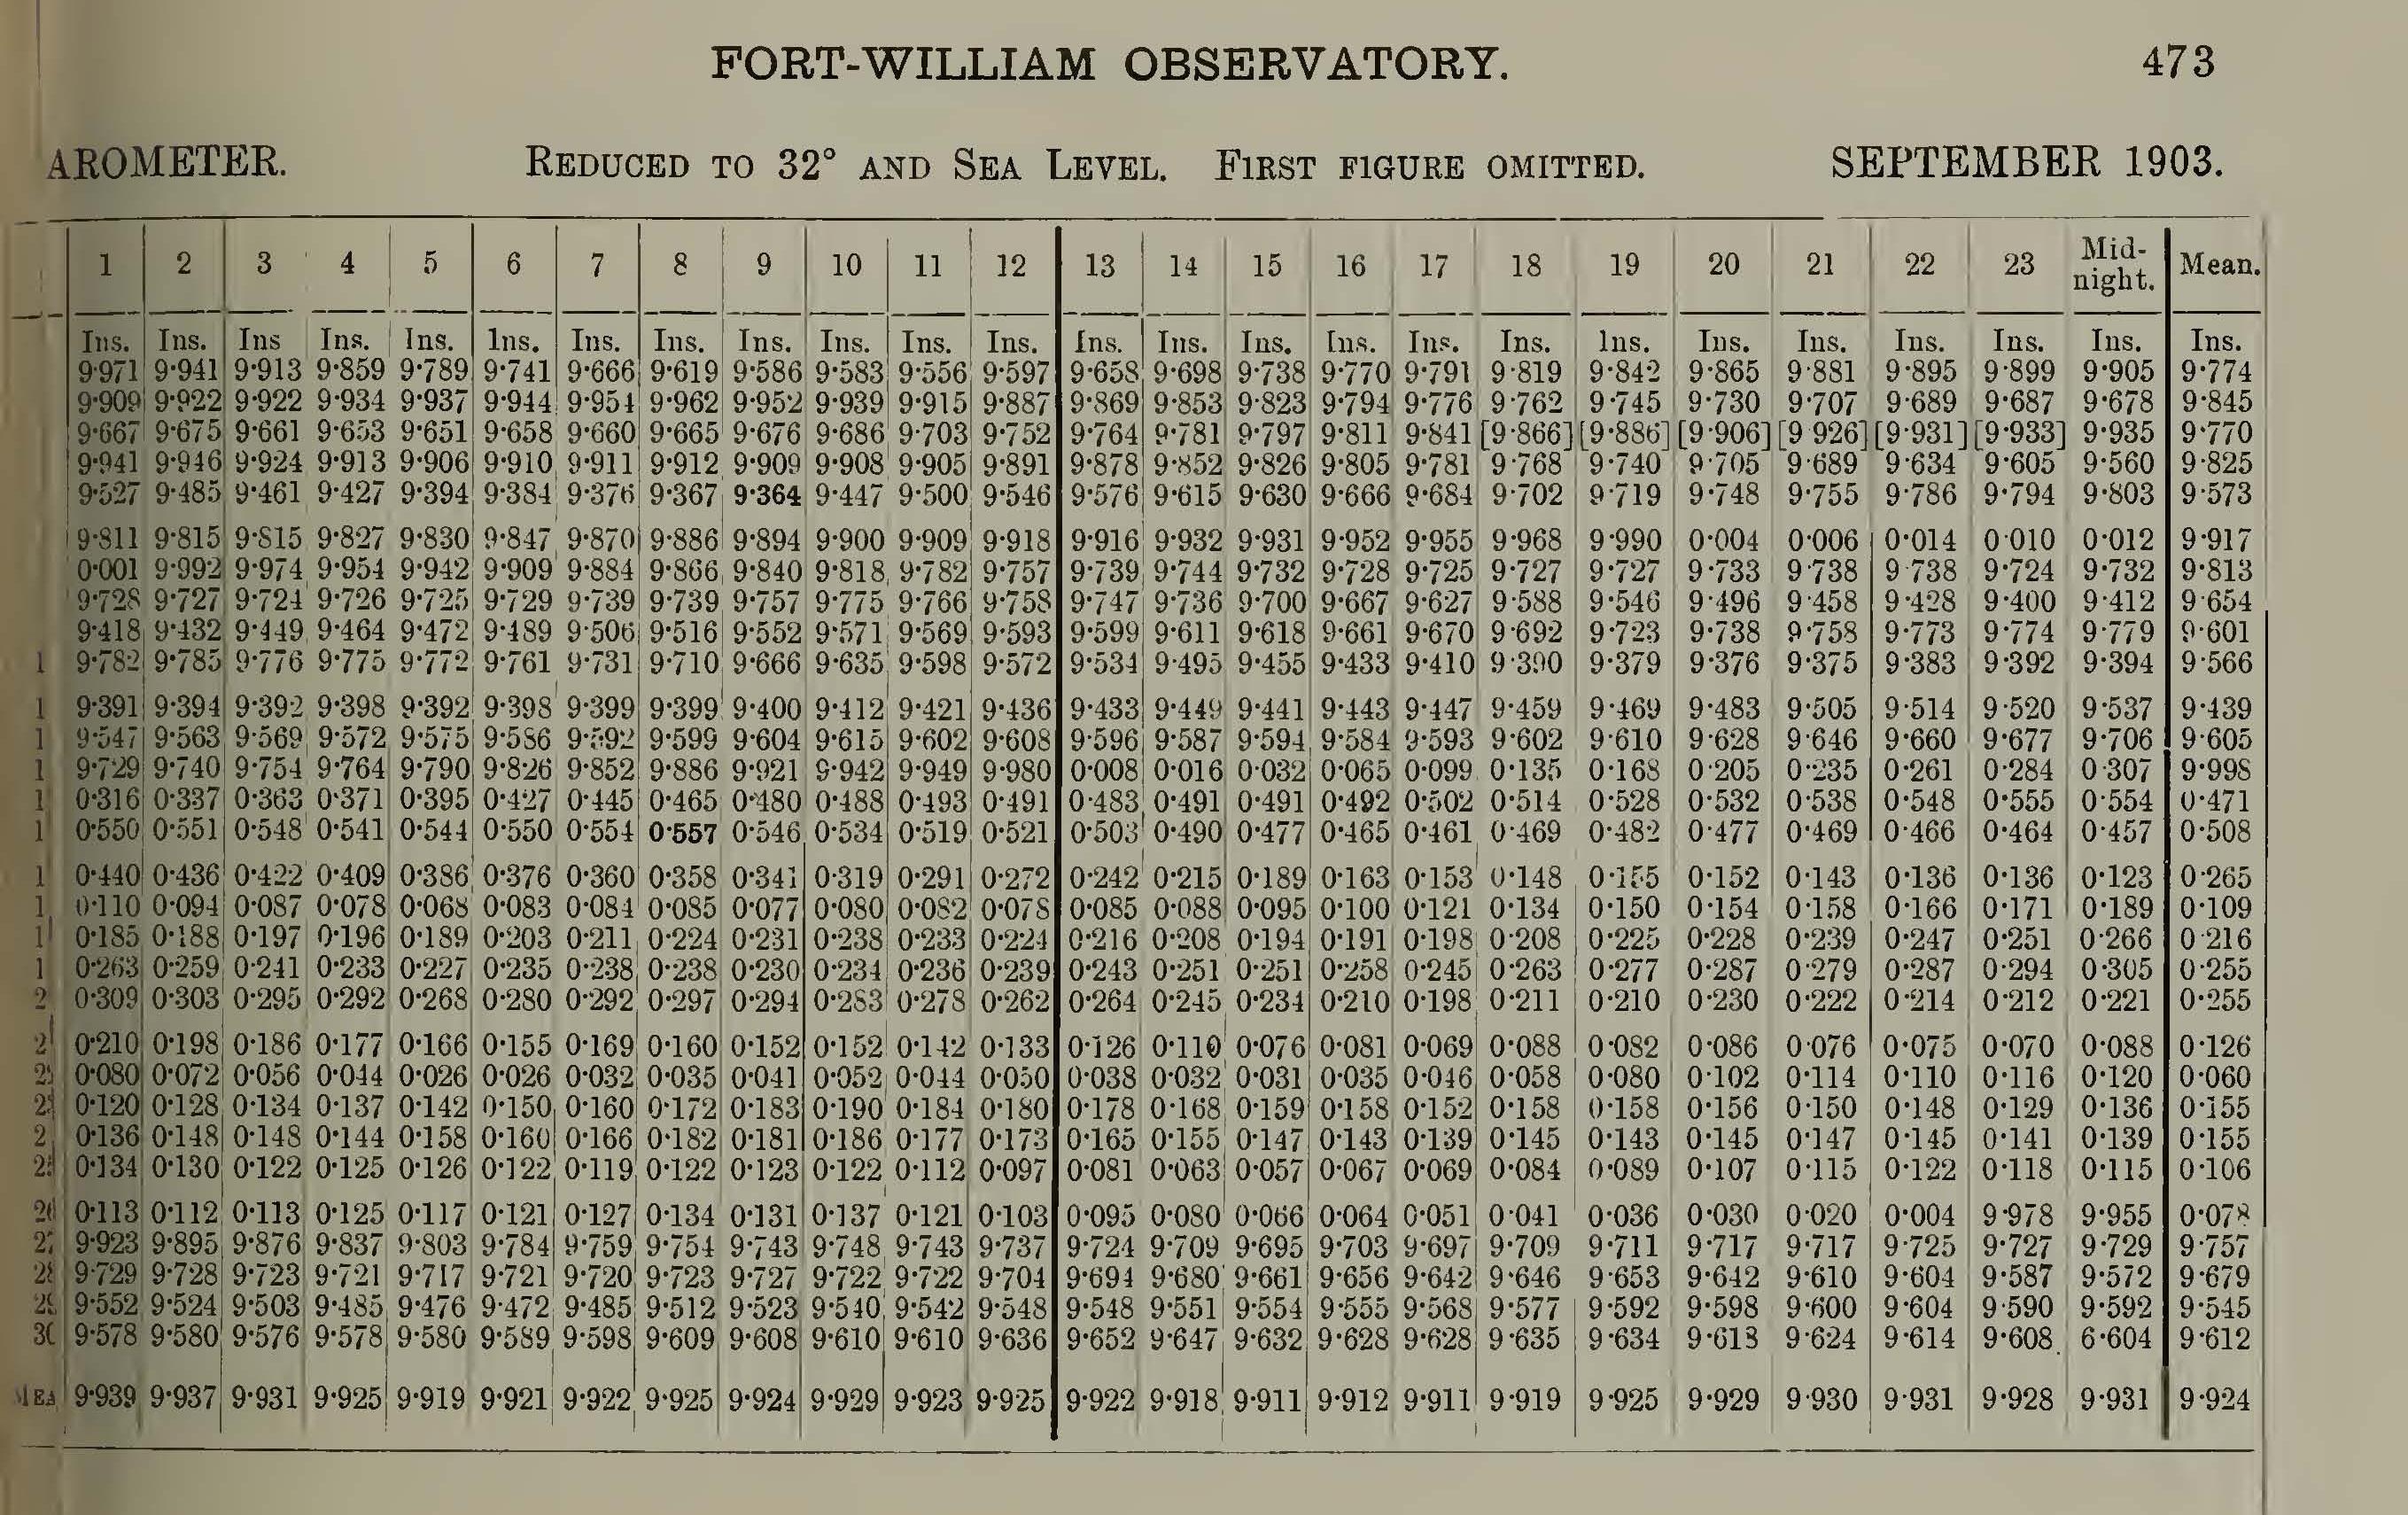 FORT-WILLIAM OBSERVATORY. 473
AROMETER. REDUCED TO 32° AND SEA LEVEL. FIRST FIGURE OMITTED. SEPTEMBER 1903.
1 2 3 4 5 6 7 8 9 10 11 12 13 14 15 16 17 18 19 20 21 22 23 Mid-night. Mean.
Ins. Ins. Ins Ins. Ins. Ins. Ins. Ins. Ins. Ins. Ins. Ins. Ins. Ins. Ins. Ins. Ins. Ins. Ins. Ins. Ins. Ins. Ins. Ins. Ins.
9·971 9·941 9·913 9·859 9·789 9·741 9·666 9·619 9·586 9·583 9·556 9·597 9·658 9·698 9·738 9·770 9·791 9·819 9·842 9·865 9·881 9·895 9·899 9·905 9·774
9·909 9·922 9·922 9·934 9·937 9·944 9·954 9·962 9·952 9·939 9·915 9·887 9·869 9·853 9·823 9·794 9·776 9·762 9·745 9·730 9·707 9·689 9·687 9·678 9·845
9·667 9·675 9·661 9·653 9·651 9·658 9·660 9·665 9·676 9·686 9·703 9·752 9·764 9·781 9·797 9·811 9·841 [9·866] [9·886] [9·906] [9 926] [9·931] [9·933] 9·935 9·770
9·941 9·946 9·924 9·913 9·906 9·910 9·911 9·912 9·909 9·908 9·905 9·891 9·878 9·852 9·826 9·805 9·781 9·768 9·740 9·705 9·689 9·634 9·605 9·560 9·825
9·527 9·485 9·461 9·427 9·394 9·384 9·376 9·367 9·364 9·447 9·500 9·546 9·576 9·615 9·630 9·666 9·684 9·702 9·719 9·748 9·755 9·786 9·794 9·803 9·573
9·811 9·815 9·815 9·827 9·830 9·847 9·870 9·886 9·894 9·900 9·909 9·918 9·916 9·932 9·931 9·952 9·955 9·968 9·990 0·004 0·006 0·014 0·010 0·012 9·917
0·001 9·992 9·974 9·954 9·942 9·909 9·884 9·866 9·840 9·818 9·782 9·757 9·739 9·744 9·732 9·728 9·725 9·727 9·727 9·733 9·738 9·738 9·724 9·732 9·813
9·728 9·727 9·724 9·726 9·725 9·729 9·739 9·739 9·757 9·775 9·766 9·758 9·747 9·736 9·700 9·667 9·627 9·588 9·546 9·496 9·458 9·428 9·400 9·412 9·654
9·418 9·432 9·449 9·464 9·472 9·489 9·506 9·516 9·552 9·571 9·569 9·593 9·599 9·611 9·618 9·661 9·670 9·692 9·723 9·738 9·758 9·773 9·774 9·779 9·601
1 9·782 9·785 9·776 9·775 9·772 9·761 9·731 9·710 9·666 9·635 9·598 9·572 9·534 9·495 9·455 9·433 9·410 9·390 9·379 9·376 9·375 9·383 9·392 9·394 9·566
1 9·391 9·394 9·392 9·398 9·392 9·398 9·399 9·399 9·400 9·412 9·421 9·436 9·433 9·449 9·441 9·443 9·447 9·459 9·469 9·483 9·505 9·514 9·520 9·537 9·439
1 9·547 9·563 9·569 9·572 9·575 9·586 9·592 9·599 9·604 9·615 9·602 9·608 9·596 9·587 9·594 9·584 9·593 9·602 9·610 9·628 9·646 9·660 9·677 9·706 9·605
1 9·729 9·740 9·754 9·764 9·790 9·826 9·852 9·886 9·921 9·942 9·949 9·980 0·008 0·016 0·032 0·065 0·099 0·135 0·168 0·205 0·235 0·261 0·284 0·307 9·998
1 0·316 0·337 0·363 0·371 0·395 0·427 0·445 0·465 0·480 0·488 0·493 0·491 0·483 0·491 0·491 0·492 0·502 0·514 0·528 0·532 0·538 0·548 0·555 0·554 0·471
1 0·550 0·551 0·548 0·541 0·544 0·550 0·554 0·557 0·546 0·534 0·519 0·521 0·503 0·490 0·477 0·465 0·461 0·469 0·482 0·477 0·469 0·466 0·464 0·457 0·508
1 0·440 0·436 0·422 0·409 0·386 0·376 0·360 0·358 0·341 0·319 0·291 0·272 0·242 0·215 0·189 0·163 0·153 0·148 0·155 0·152 0·143 0·136 0·136 0·123 0·265
1 0·110 0·094 0·087 0·078 0·068 0·083 0·084 0·085 0·077 0·080 0·082 0·078 0·085 0·088 0·095 0·100 0·121 0·134 0·150 0·154 0·158 0·166 0·171 0·189 0·109
1 0·185 0·188 0·197 0·196 0·189 0·203 0·211 0·224 0·231 0·238 0·233 0·224 0·216 0·208 0·194 0·191 0·198 0·208 0·225 0·228 0·239 0·247 0·251 0·266 0·216
1 0·263 0·259 0·241 0·233 0·227 0·235 0·238 0·238 0·230 0·234 0·236 0·239 0·243 0·251 0·251 0·258 0·245 0·263 0·277 0·287 0·279 0·287 0·294 0·305 0·255
2 0·309 0·303 0·295 0·292 0·268 0·280 0·292 0·297 0·294 0·283 0·278 0·262 0·264 0·245 0·234 0·210 0·198 0·211 0·210 0·230 0·222 0·214 0·212 0·221 0·255
2 0·210 0·198 0·186 0·177 0·166 0·155 0·169 0·160 0·152 0·152 0·142 0·133 0·126 0·110 0·076 0·081 0·069 0·088 0·082 0·086 0·076 0·075 0·070 0·088 0·126
2 0·080 0·072 0·056 0·044 0·026 0·026 0·032 0·035 0·041 0·052 0·044 0·050 0·038 0·032 0·031 0·035 0·046 0·058 0·080 0·102 0·114 0·110 0·116 0·120 0·060
2 0·120 0·128 0·134 0·137 0·142 0·150 0·160 0·172 0·183 0·190 0·184 0·180 0·178 0·168 0·159 0·158 0·152 0·158 0·158 0·156 0·150 0·148 0·129 0·136 0·155
2 0·136 0·148 0·148 0·144 0·158 0·160 0·166 0·182 0·181 0·186 0·177 0·173 0·165 0·155 0·147 0·143 0·139 0·145 0·143 0·145 0·147 0·145 0·141 0·139 0·155
2 0·134 0·130 0·122 0·125 0·126 0·122 0·119 0·122 0·123 0·122 0·112 0·097 0·081 0·063 0·057 0·067 0·069 0·084 0·089 0·107 0·115 0·122 0·118 0·115 0·106
26 0·113 0·112 0·113 0·125 0·117 0·121 0·127 0·134 0·131 0·137 0·121 0·103 0·095 0·080 0·066 0·064 0·051 0·041 0·036 0·030 0·020 0·004 9·978 9·955 0·078
27 9·923 9·895 9·876 9·837 9·803 9·784 9·759 9·754 9·743 9·748 9·743 9·737 9·724 9·709 9·695 9·703 9·697 9·709 9·711 9·717 9·717 9·725 9·727 9·729 9·757
28 9·729 9·728 9·723 9·721 9·717 9·721 9·720 9·723 9·727 9·722 9·722 9·704 9·694 9·680 9·661 9·656 9·642 9·646 9·653 9·642 9·610 9·604 9·587 9·572 9·679
29 9·552 9·524 9·503 9·485 9·476 9·472 9·485 9·512 9·523 9·540 9·542 9·548 9·548 9·551 9·554 9·555 9·568 9·577 9·592 9·598 9·600 9·604 9·590 9·592 9·545
30 9·578 9·580 9·576 9·578 9·580 9·589 9·598 9·609 9·608 9·610 9·610 9·636 9·652 9·647 9·632 9·628 9·628 9·635 9·634 9·613 9·624 9·614 9·608 6·604 9·612
MEA 9·939 9·937 9·931 9·925 9·919 9·921 9·922 9·925 9·924 9·929 9·923 9·925 9·922 9·918 9·911 9·912 9·911 9·919 9·925 9·929 9·930 9·931 9·928 9·931 9·924